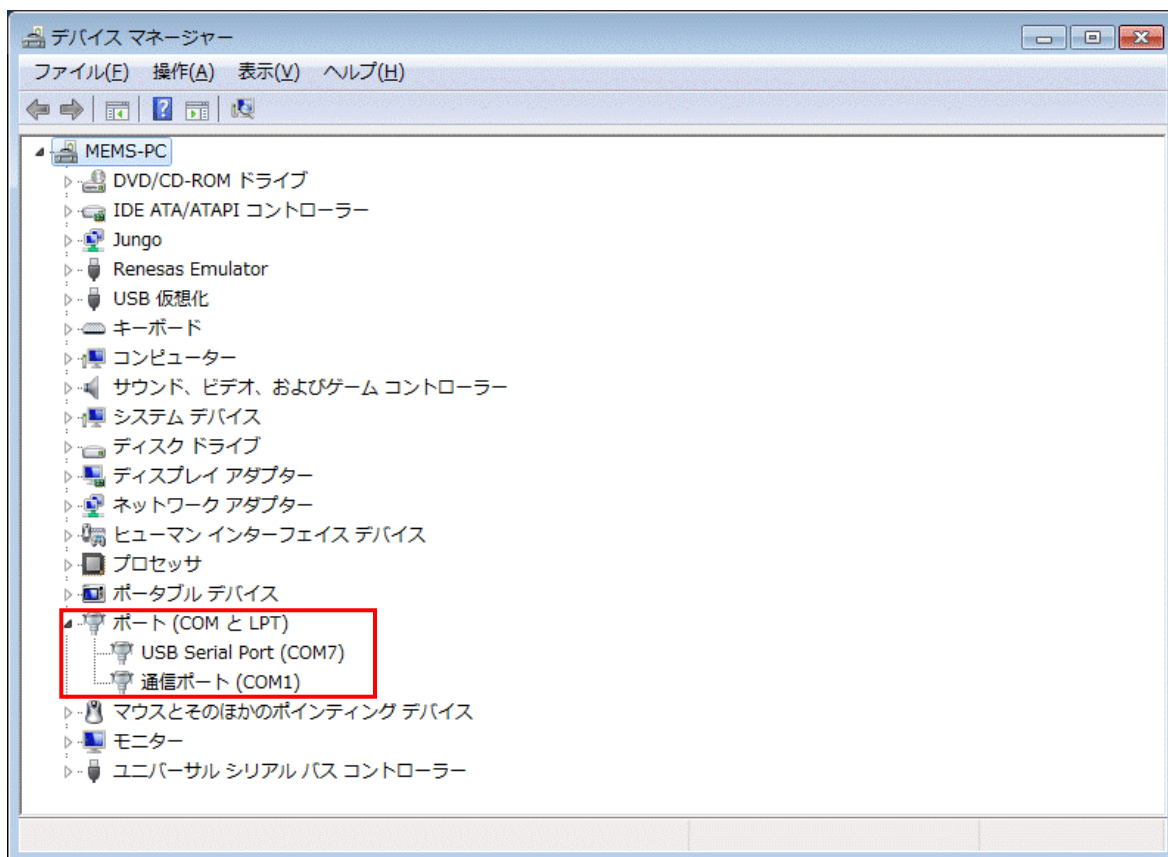 デバイス マネージャー
ファイル(F) 操作(A) 表示(V) ヘルプ(H)
MEMS-PC
DVD/CD-ROM ドライブ
IDE ATA/ATAPI コントローラー
Jungo
Renesas Emulator
USB 仮想化
キーボード
コンピューター
サウンド、ビデオ、およびゲーム コントローラー
システム デバイス
ディスク ドライブ
ディスプレイ アダプター
ネットワーク アダプター
ヒューマン インターフェイス デバイス
プロセッサ
ポータブル デバイス
ポート (COM と LPT)
USB Serial Port (COM7)
通信ポート (COM1)
マウスとそのほかのポインティング デバイス
モニター
ユニバーサル シリアル バス コントローラー